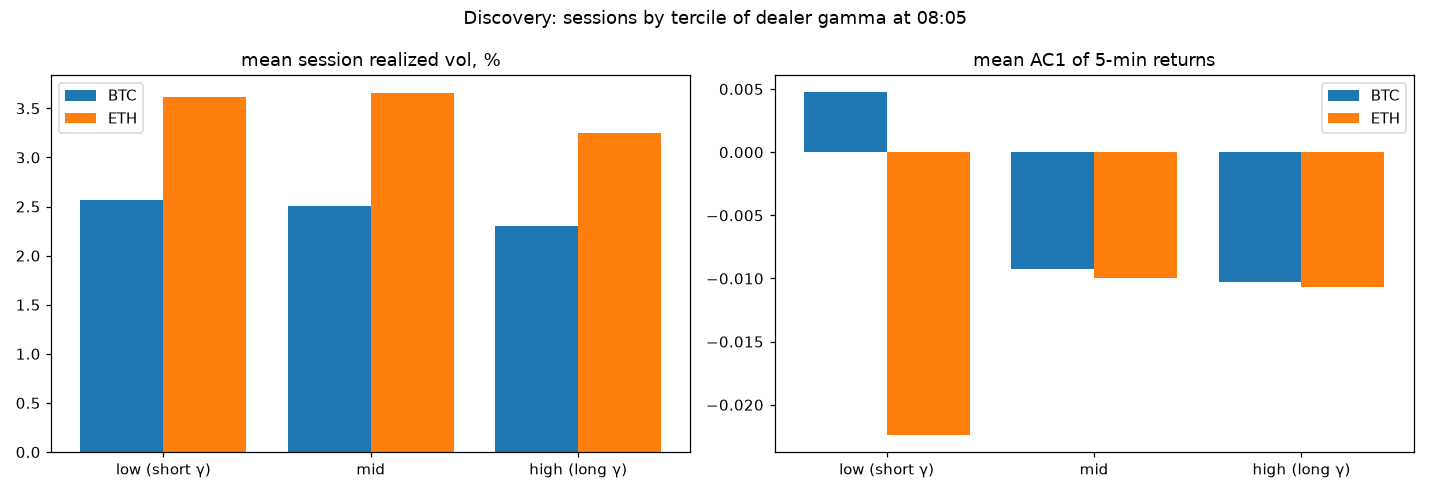 Discovery: sessions by tercile of dealer gamma at 08:05
mean session realized vol, %
BTC
ETH
3.5
3.0
2.5
2.0
1.5
1.0
0.5
0.0
low (short γ)
mid
high (long γ)
mean AC1 of 5-min returns
BTC
ETH
0.005
0.000
−0.005
−0.010
−0.015
−0.020
low (short γ)
mid
high (long γ)